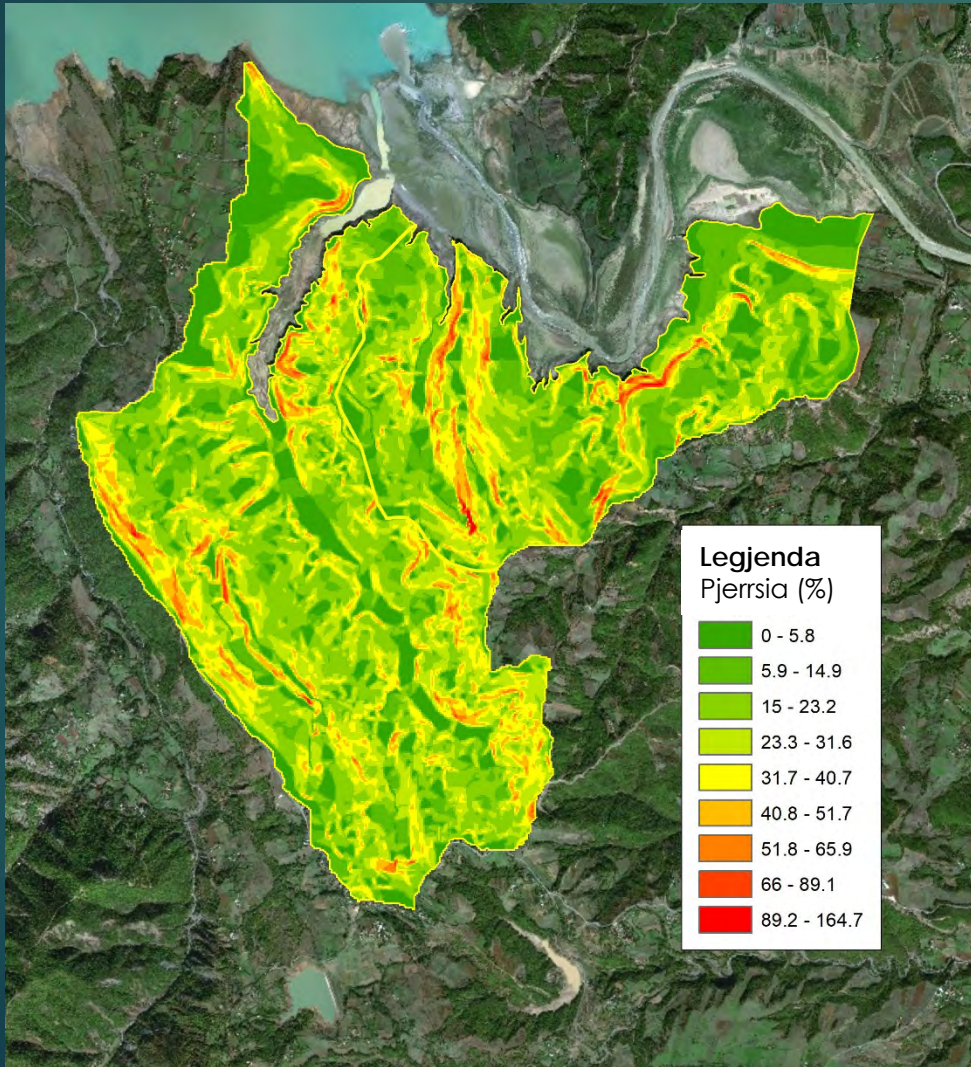 Legjenda
Pjerrsia (%)
0 - 5.8
5.9 - 14.9
15 - 23.2
23.3 - 31.6
31.7 - 40.7
40.8 - 51.7
51.8 - 65.9
66 - 89.1
89.2 - 164.7